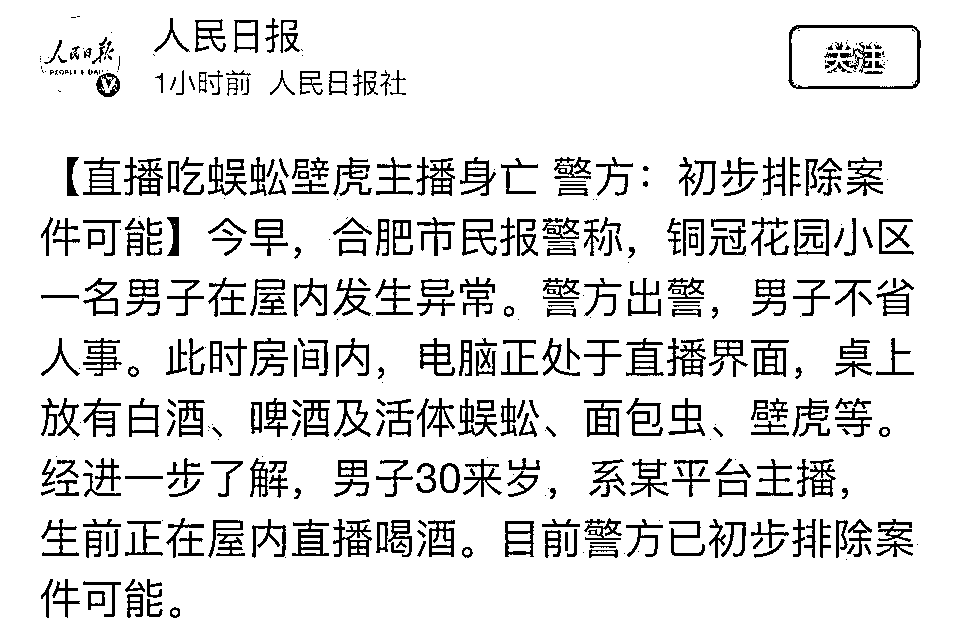 人民日报
人民日报
PEOPLE'S DAILY
1小时前 人民日报社
关注
【直播吃蜈蚣壁虎主播身亡 警方：初步排除案
件可能】今早，合肥市民报警称，铜冠花园小区
一名男子在屋内发生异常。警方出警，男子不省
人事。此时房间内，电脑正处于直播界面，桌上
放有白酒、啤酒及活体蜈蚣、面包虫、壁虎等。
经进一步了解，男子30来岁，系某平台主播，
生前正在屋内直播喝酒。目前警方已初步排除案
件可能。